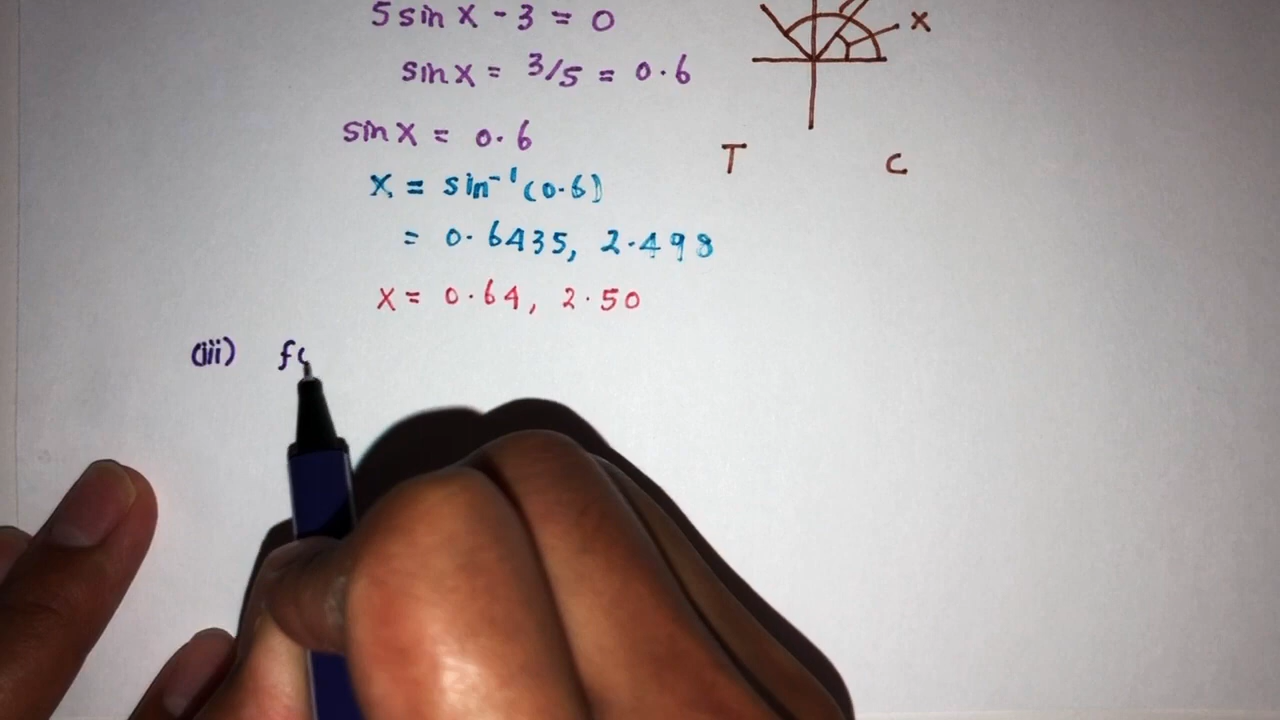 5 sin x - 3 = 0
sin x = 3/5 = 0.6
x
sin x = 0.6
T C
x = sin⁻¹(0.6)
= 0.6435, 2.498
x = 0.64, 2.50
(iii) f(